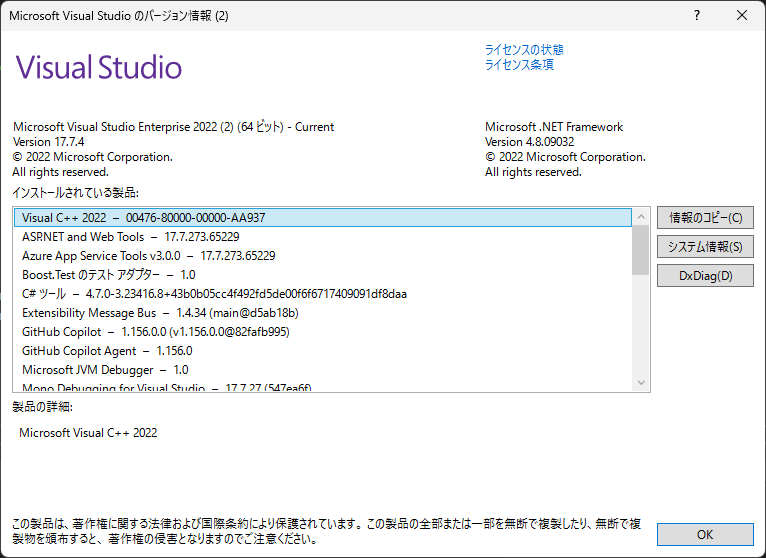 Microsoft Visual Studio のバージョン情報 (2)
?
Visual Studio
ライセンスの状態
ライセンス条項
Microsoft Visual Studio Enterprise 2022 (2) (64 ビット) - Current
Version 17.7.4
© 2022 Microsoft Corporation.
All rights reserved.
Microsoft .NET Framework
Version 4.8.09032
© 2022 Microsoft Corporation.
All rights reserved.
インストールされている製品:
Visual C++ 2022 – 00476-80000-00000-AA937
ASP.NET and Web Tools – 17.7.273.65229
Azure App Service Tools v3.0.0 – 17.7.273.65229
Boost.Test のテスト アダプター – 1.0
C# ツール – 4.7.0-3.23416.8+43b0b05cc4f492fd5de00f6f6717409091df8daa
Extensibility Message Bus – 1.4.34 (main@d5ab18b)
GitHub Copilot – 1.156.0.0 (v1.156.0.0@82fafb995)
GitHub Copilot Agent – 1.156.0
Microsoft JVM Debugger – 1.0
Mono Debugging for Visual Studio – 17.7.27 (547ea6f)
情報のコピー(C)
システム情報(S)
DxDiag(D)
製品の詳細:
Microsoft Visual C++ 2022
この製品は、著作権に関する法律および国際条約により保護されています。この製品の全部または一部を無断で複製したり、無断で複
製物を頒布すると、著作権の侵害となりますのでご注意ください。
OK